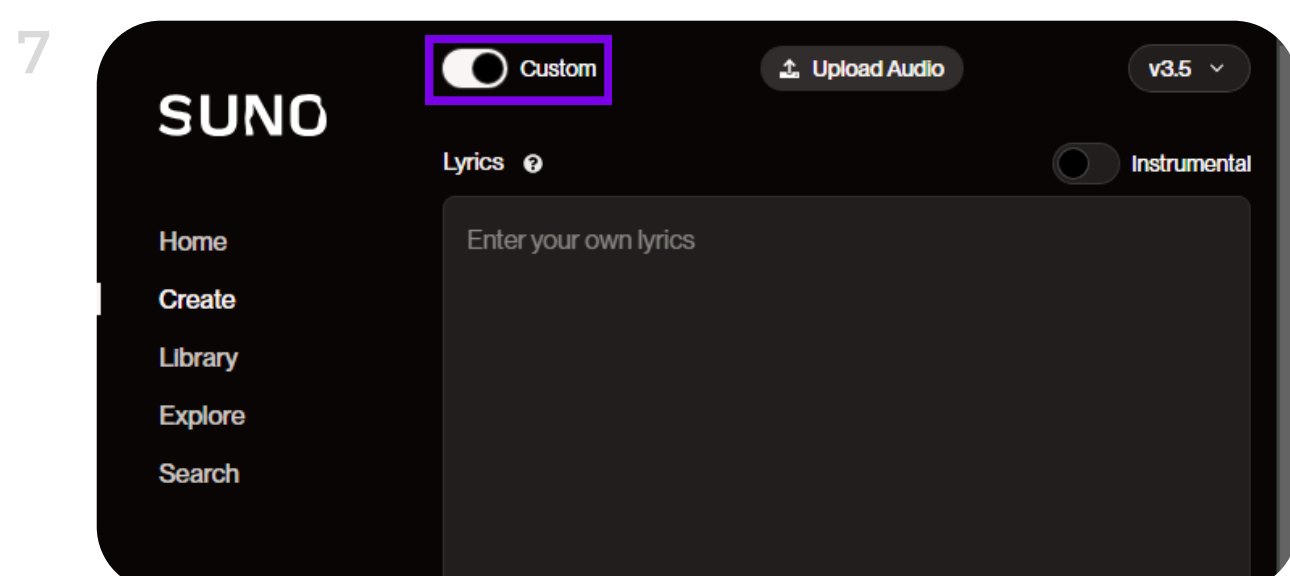 7
Custom
Upload Audio
v3.5
SUNO
Lyrics
Instrumental
Enter your own lyrics
Home
Create
Library
Explore
Search